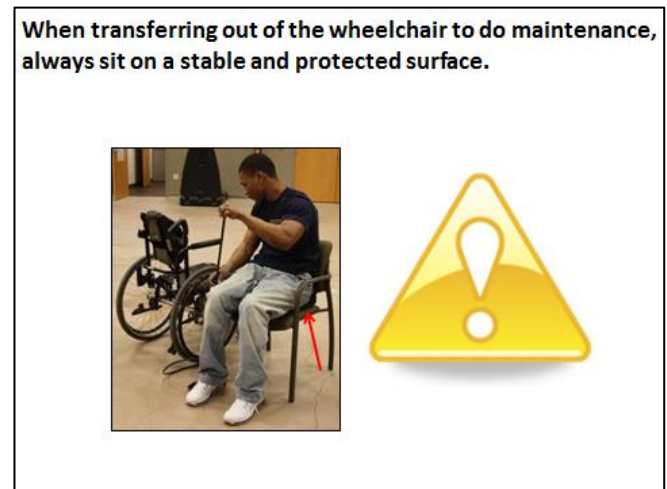 When transferring out of the wheelchair to do maintenance,
always sit on a stable and protected surface.